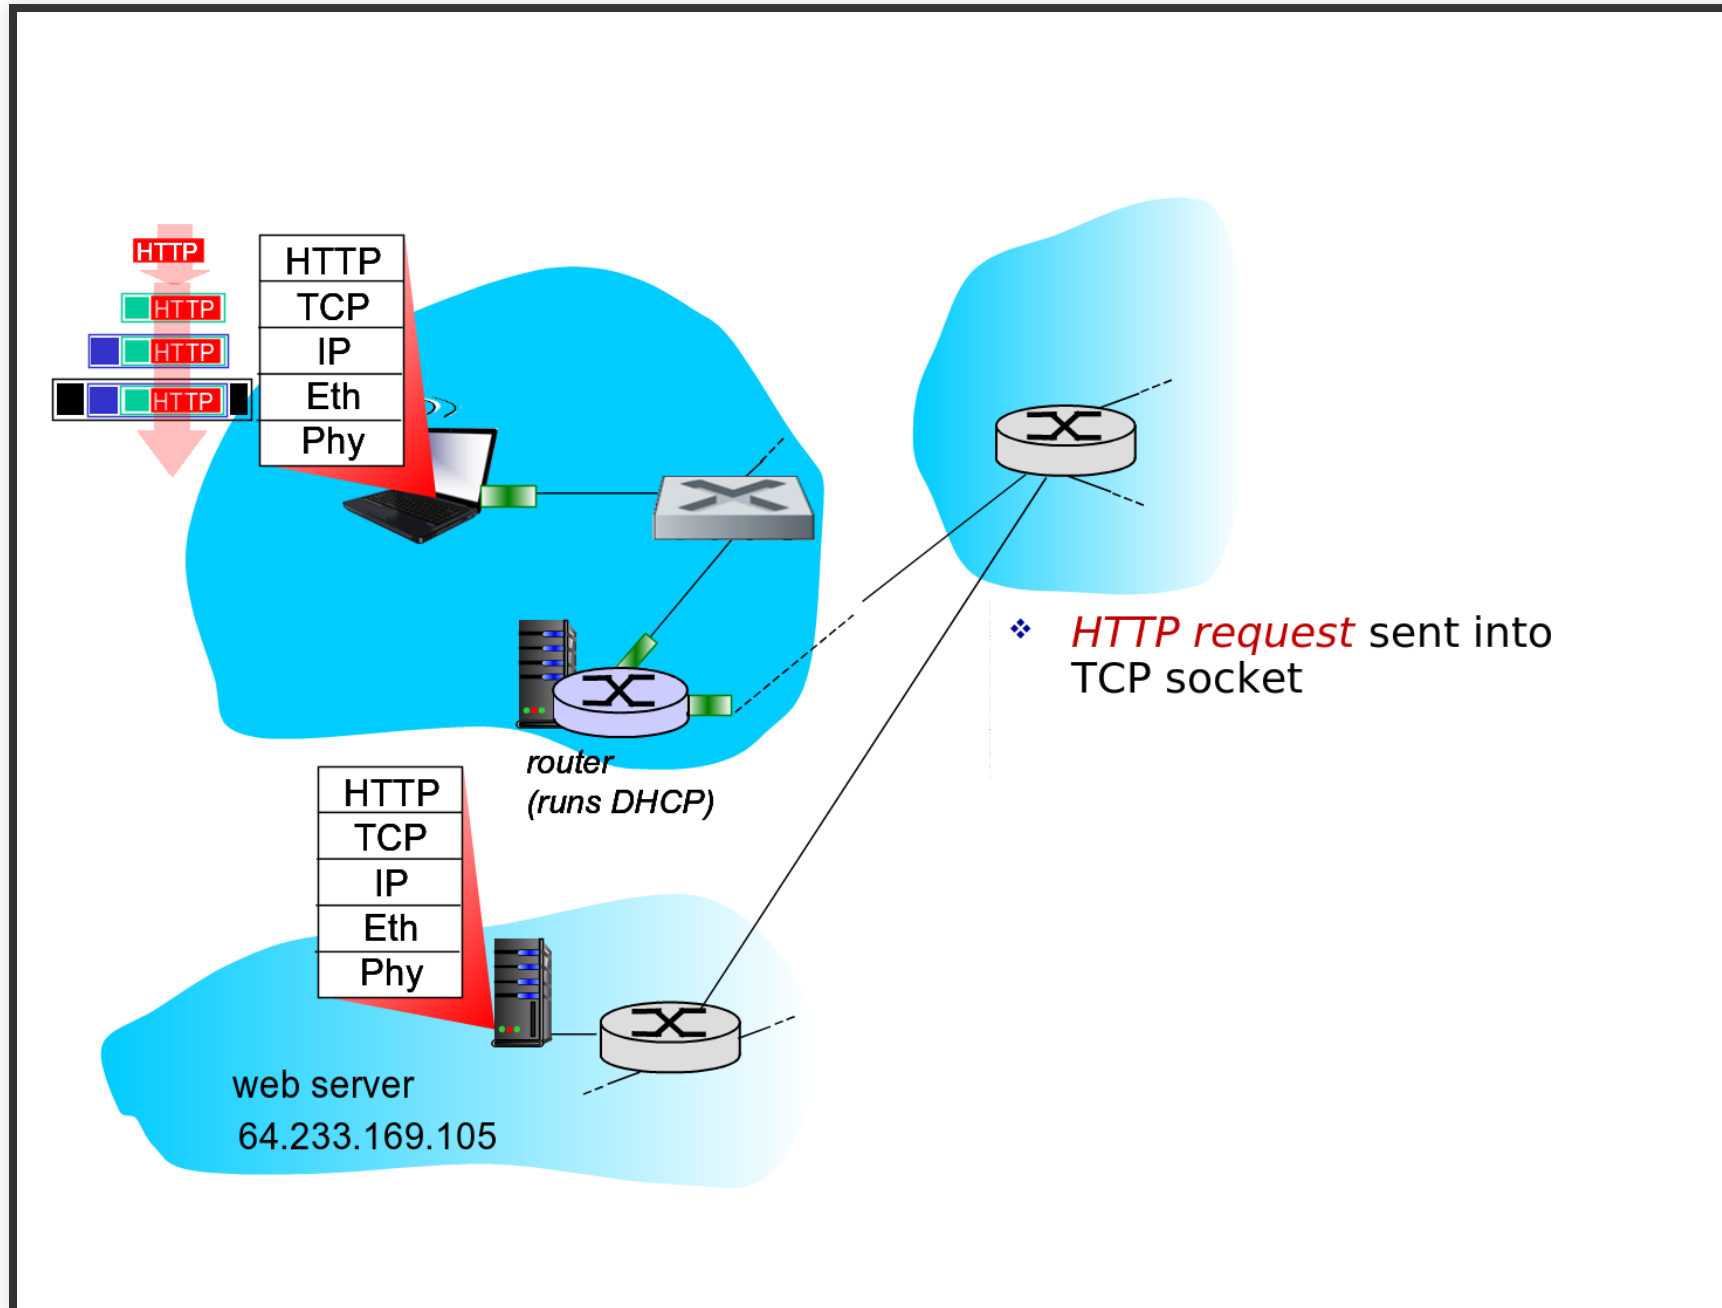 HTTP
HTTP
HTTP
HTTP
HTTP
TCP
IP
Eth
Phy
router
(runs DHCP)
HTTP request sent into
TCP socket
HTTP
TCP
IP
Eth
Phy
web server
64.233.169.105